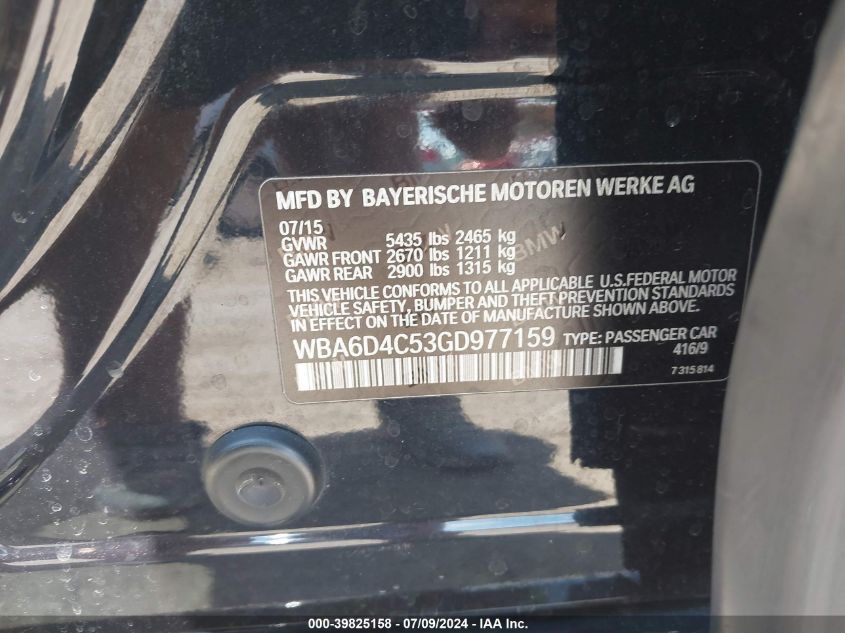 MFD BY BAYERISCHE MOTOREN WERKE AG
07/15
GVWR 5435 lbs 2465 kg
GAWR FRONT 2670 lbs 1211 kg
GAWR REAR 2900 lbs 1315 kg
THIS VEHICLE CONFORMS TO ALL APPLICABLE U.S.FEDERAL MOTOR
VEHICLE SAFETY, BUMPER AND THEFT PREVENTION STANDARDS
IN EFFECT ON THE DATE OF MANUFACTURE SHOWN ABOVE.
WBA6D4C53GD977159 TYPE: PASSENGER CAR
416/9
7 315 814
000-39825158 - 07/09/2024 - IAA Inc.